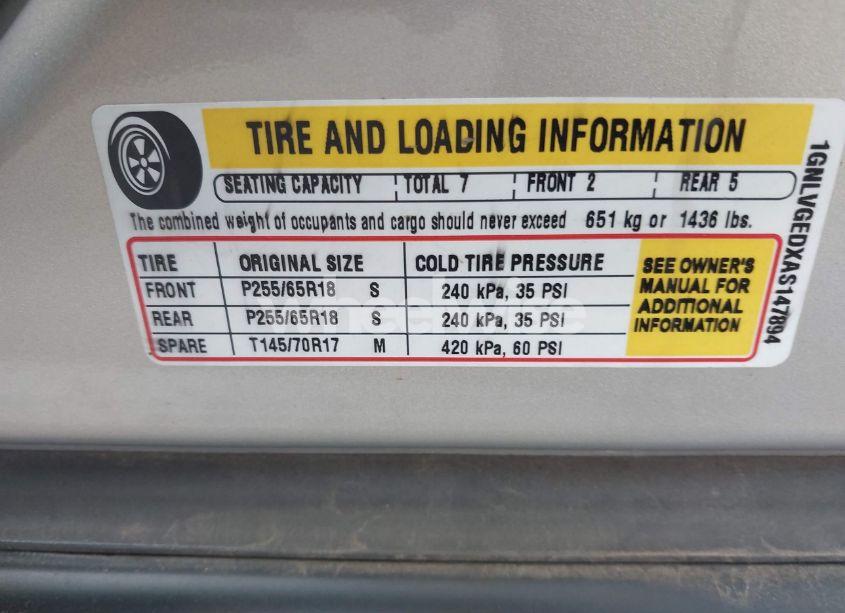 TIRE AND LOADING INFORMATION
SEATING CAPACITY TOTAL 7 FRONT 2 REAR 5
The combined weight of occupants and cargo should never exceed 651 kg or 1436 lbs.
TIRE ORIGINAL SIZE COLD TIRE PRESSURE
FRONT P255/65R18 S 240 kPa, 35 PSI
REAR P255/65R18 S 240 kPa, 35 PSI
SPARE T145/70R17 M 420 kPa, 60 PSI
SEE OWNER'S
MANUAL FOR
ADDITIONAL
INFORMATION
1GNLVGEDXAS147894